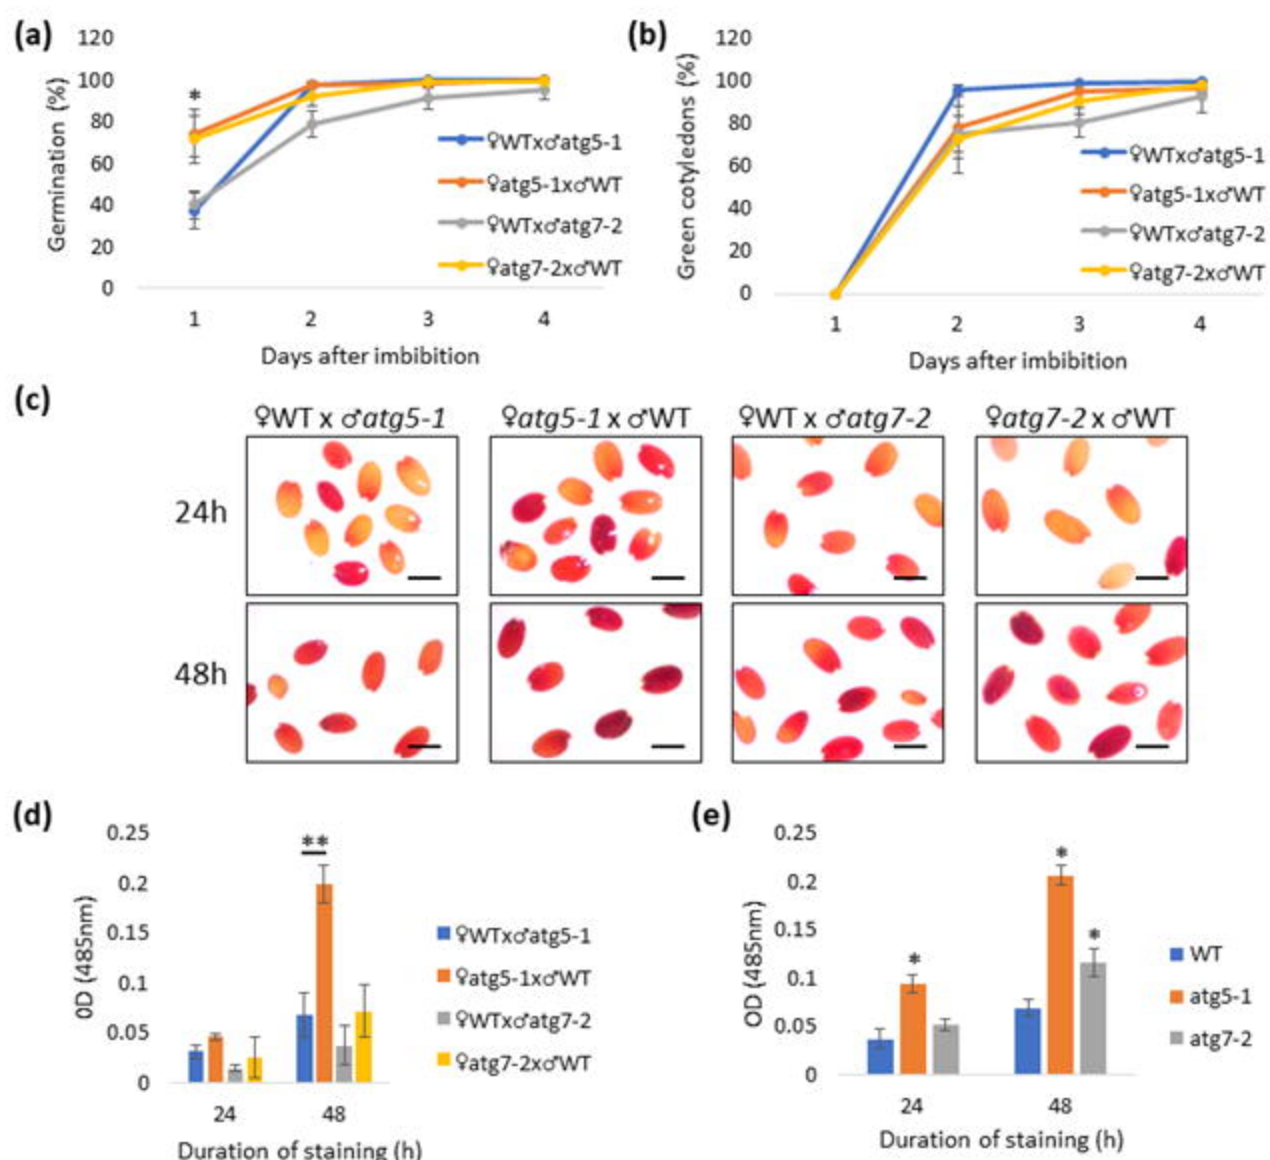 (a)
120
100
80
60
40
20
0
Germination (%)
*
1 2 3 4
Days after imbibition
♀WTx♂atg5-1
♀atg5-1x♂WT
♀WTx♂atg7-2
♀atg7-2x♂WT
(b)
120
100
80
60
40
20
0
Green cotyledons (%)
1 2 3 4
Days after imbibition
♀WTx♂atg5-1
♀atg5-1x♂WT
♀WTx♂atg7-2
♀atg7-2x♂WT
(c)
♀WT x ♂atg5-1 ♀atg5-1 x ♂WT ♀WT x ♂atg7-2 ♀atg7-2 x ♂WT
24h
48h
(d)
0.25
0.2
0.15
0.1
0.05
0
0D (485nm)
**
24 48
Duration of staining (h)
♀WTx♂atg5-1
♀atg5-1x♂WT
♀WTx♂atg7-2
♀atg7-2x♂WT
(e)
0.25
0.2
0.15
0.1
0.05
0
OD (485nm)
*
*
*
24 48
Duration of staining (h)
WT
atg5-1
atg7-2